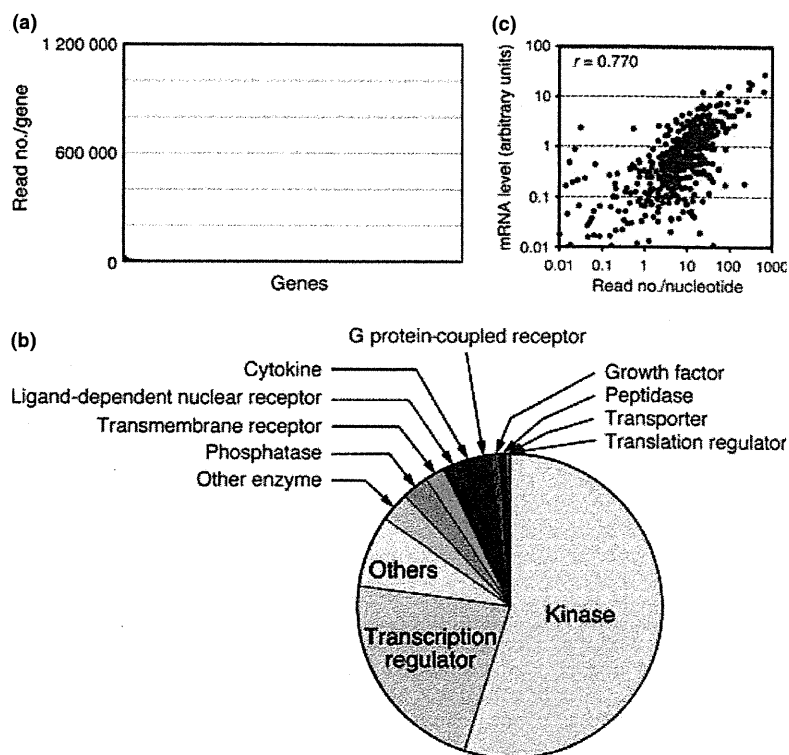 (a)
1 200 000
600 000
0
Read no./gene
Genes
(c)
r = 0.770
100
10
1
0.1
0.01
mRNA level (arbitrary units)
0.01 0.1 1 10 100 1000
Read no./nucleotide
(b)
G protein-coupled receptor
Cytokine
Ligand-dependent nuclear receptor
Transmembrane receptor
Phosphatase
Other enzyme
Growth factor
Peptidase
Transporter
Translation regulator
Others
Kinase
Transcription
regulator